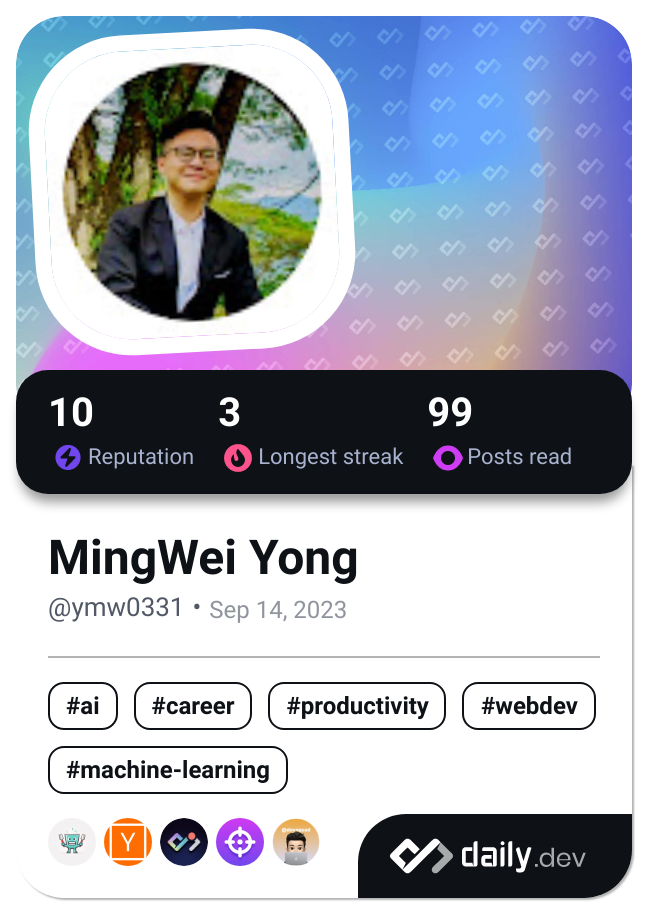 10 3 99
Reputation Longest streak Posts read
MingWei Yong
@ymw0331 • Sep 14, 2023
#ai #career #productivity #webdev
#machine-learning
Y
daily.dev